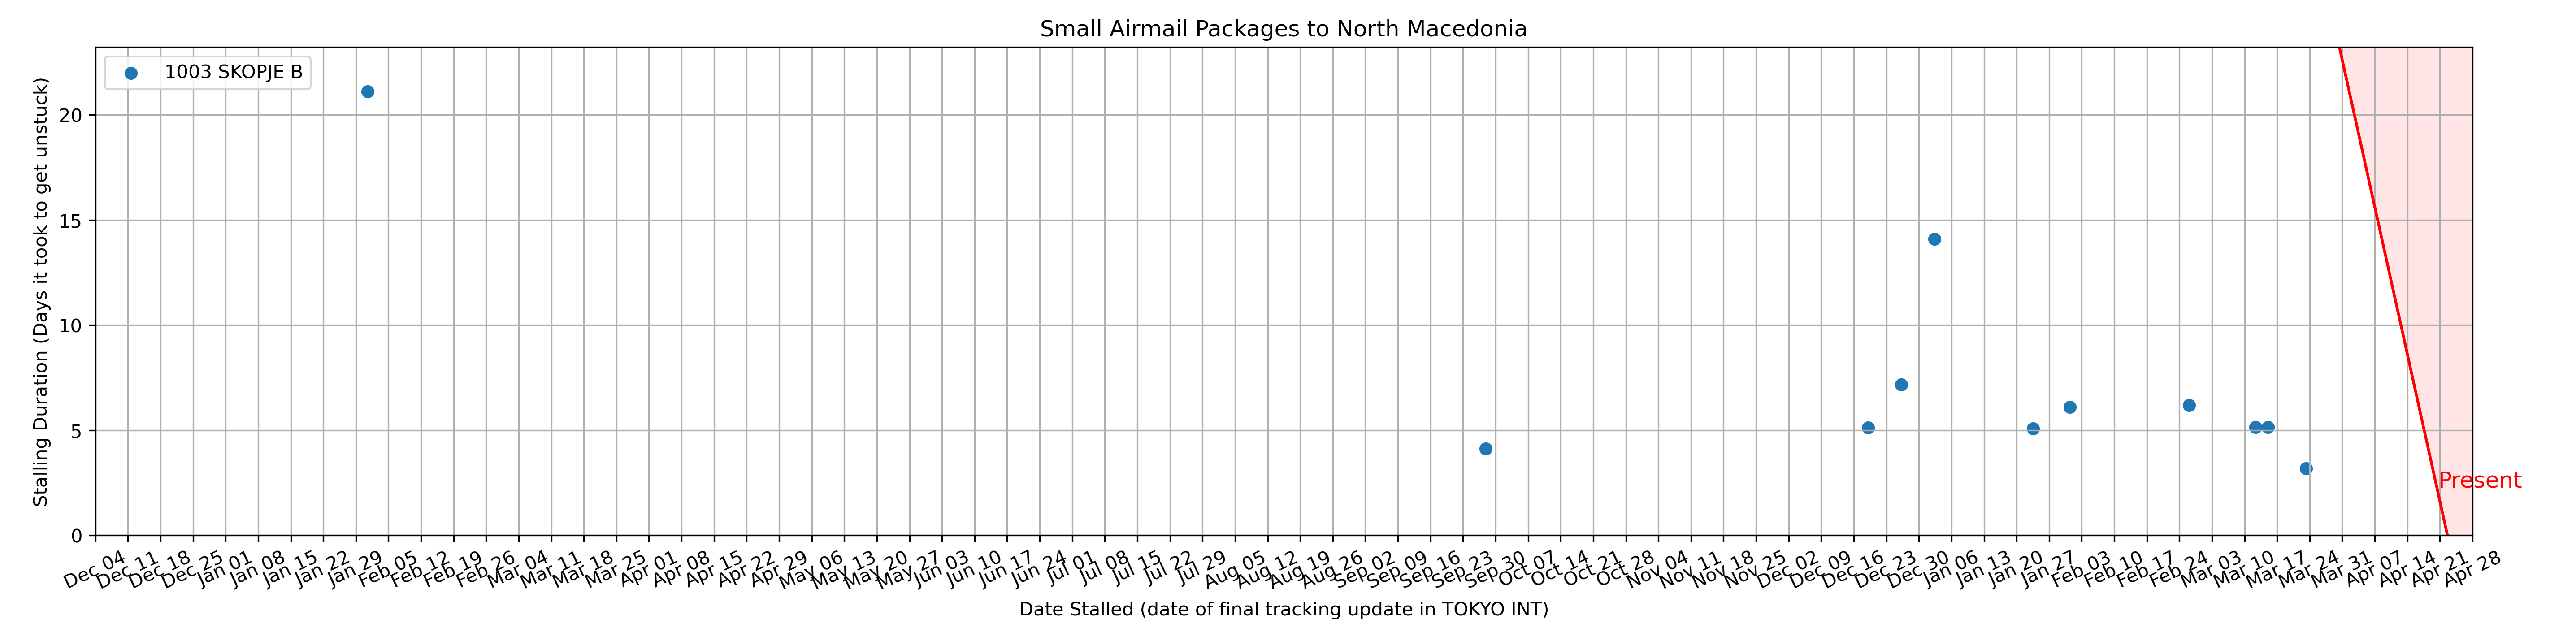 Small Airmail Packages to North Macedonia
1003 SKOPJE B
Stalling Duration (Days it took to get unstuck)
20
15
10
5
0
Present
Dec 04 Dec 11 Dec 18 Dec 25 Jan 01 Jan 08 Jan 15 Jan 22 Jan 29 Feb 05 Feb 12 Feb 19 Feb 26 Mar 04 Mar 11 Mar 18 Mar 25 Apr 01 Apr 08 Apr 15 Apr 22 Apr 29 May 06 May 13 May 20 May 27 Jun 03 Jun 10 Jun 17 Jun 24 Jul 01 Jul 08 Jul 15 Jul 22 Jul 29 Aug 05 Aug 12 Aug 19 Aug 26 Sep 02 Sep 09 Sep 16 Sep 23 Sep 30 Oct 07 Oct 14 Oct 21 Oct 28 Nov 04 Nov 11 Nov 18 Nov 25 Dec 02 Dec 09 Dec 16 Dec 23 Dec 30 Jan 06 Jan 13 Jan 20 Jan 27 Feb 03 Feb 10 Feb 17 Feb 24 Mar 03 Mar 10 Mar 17 Mar 24 Mar 31 Apr 07 Apr 14 Apr 21 Apr 28
Date Stalled (date of final tracking update in TOKYO INT)